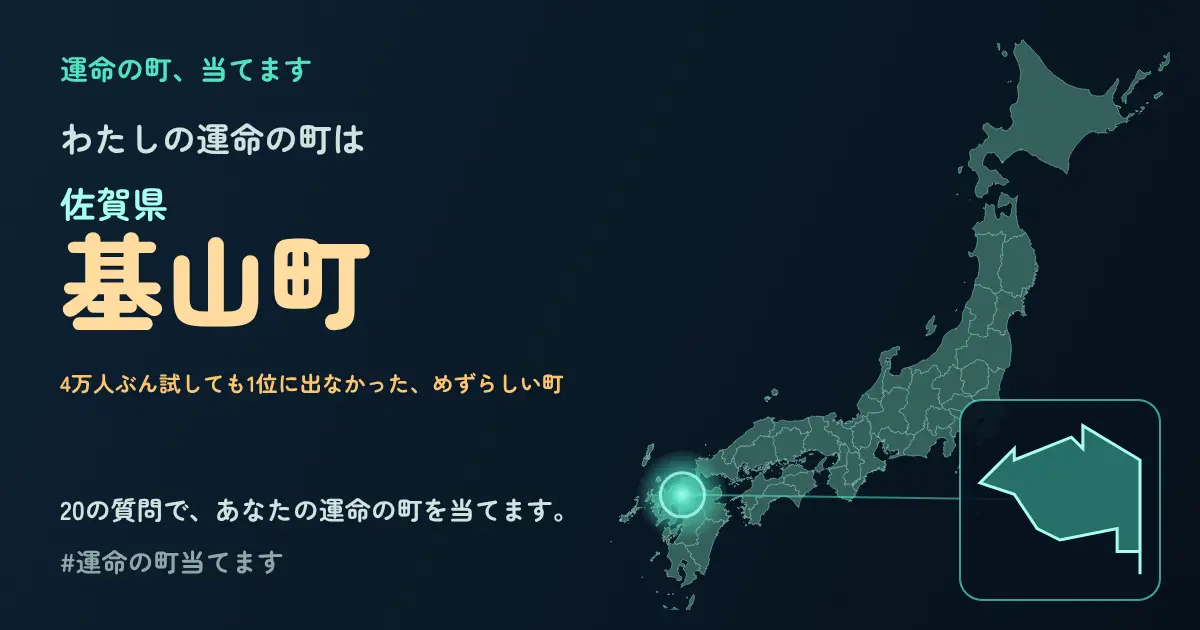 運命の町、当てます
わたしの運命の町は
佐賀県
基山町
4万人ぶん試しても1位に出なかった、めずらしい町
20の質問で、あなたの運命の町を当てます。
#運命の町当てます